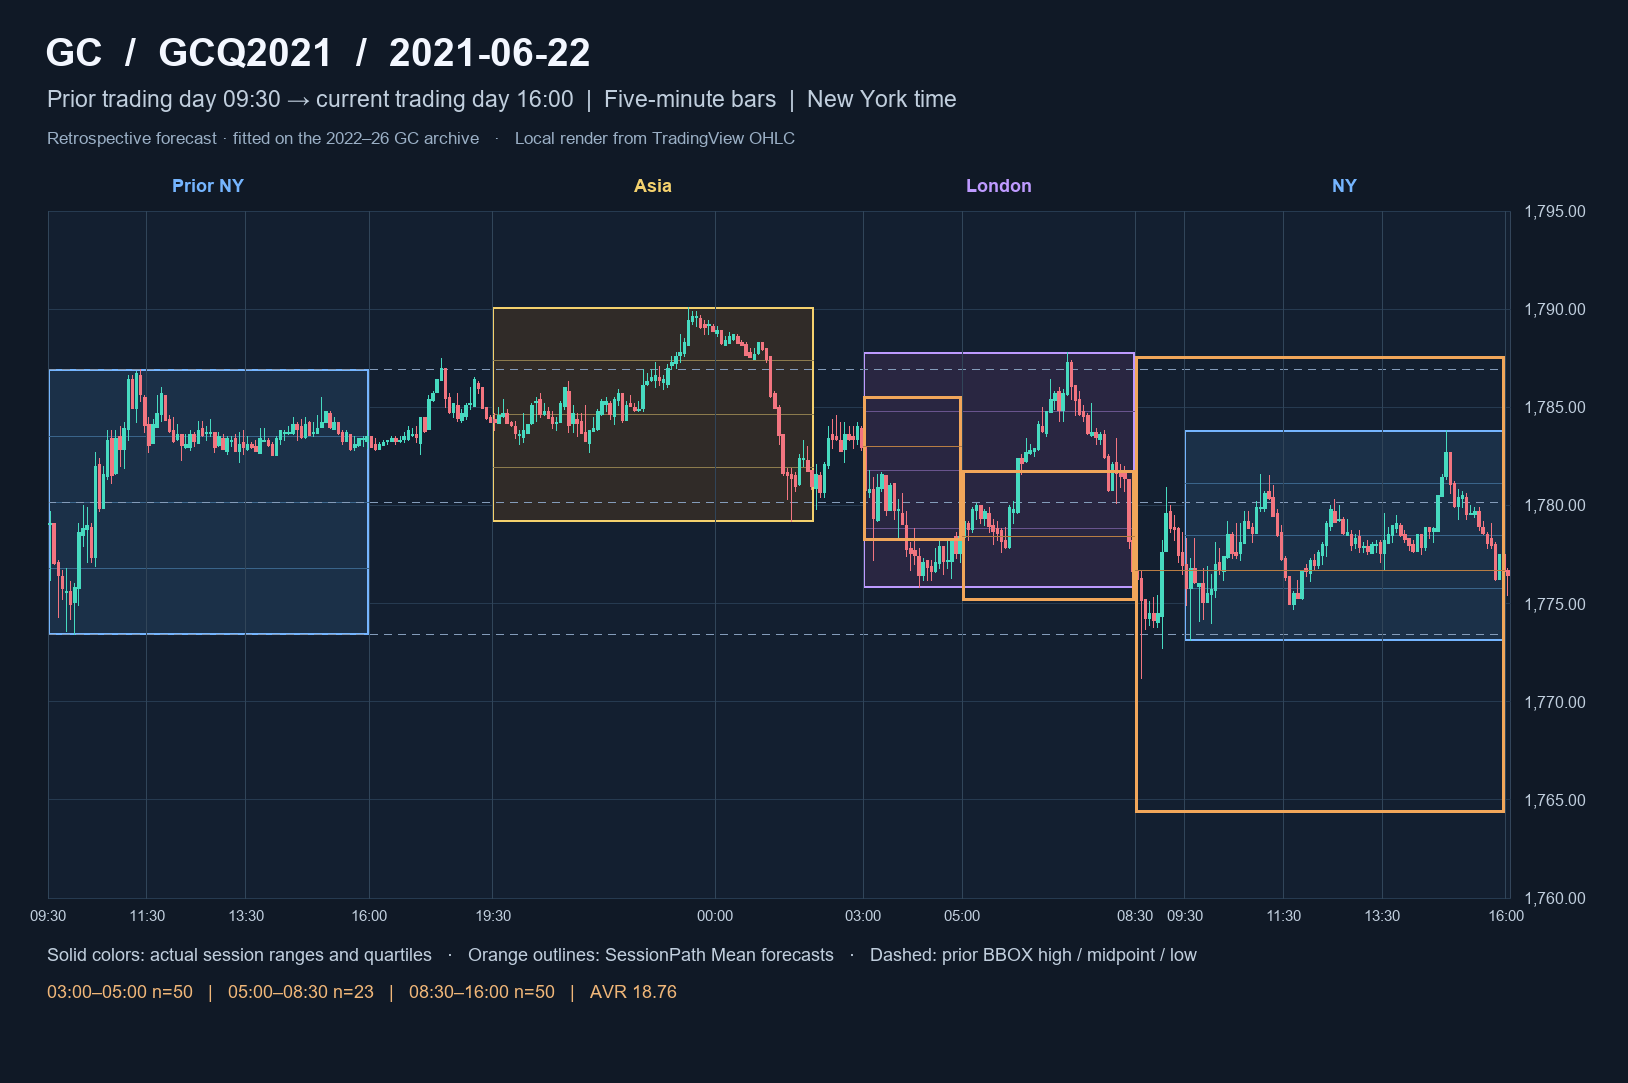 GC / GCQ2021 / 2021-06-22
Prior trading day 09:30 → current trading day 16:00 | Five-minute bars | New York time
Retrospective forecast · fitted on the 2022–26 GC archive · Local render from TradingView OHLC
Prior NY Asia London NY
1,795.00
1,790.00
1,785.00
1,780.00
1,775.00
1,770.00
1,765.00
1,760.00
09:30 11:30 13:30 16:00 19:30 00:00 03:00 05:00 08:30 09:30 11:30 13:30 16:00
Solid colors: actual session ranges and quartiles · Orange outlines: SessionPath Mean forecasts · Dashed: prior BBOX high / midpoint / low
03:00–05:00 n=50 | 05:00–08:30 n=23 | 08:30–16:00 n=50 | AVR 18.76